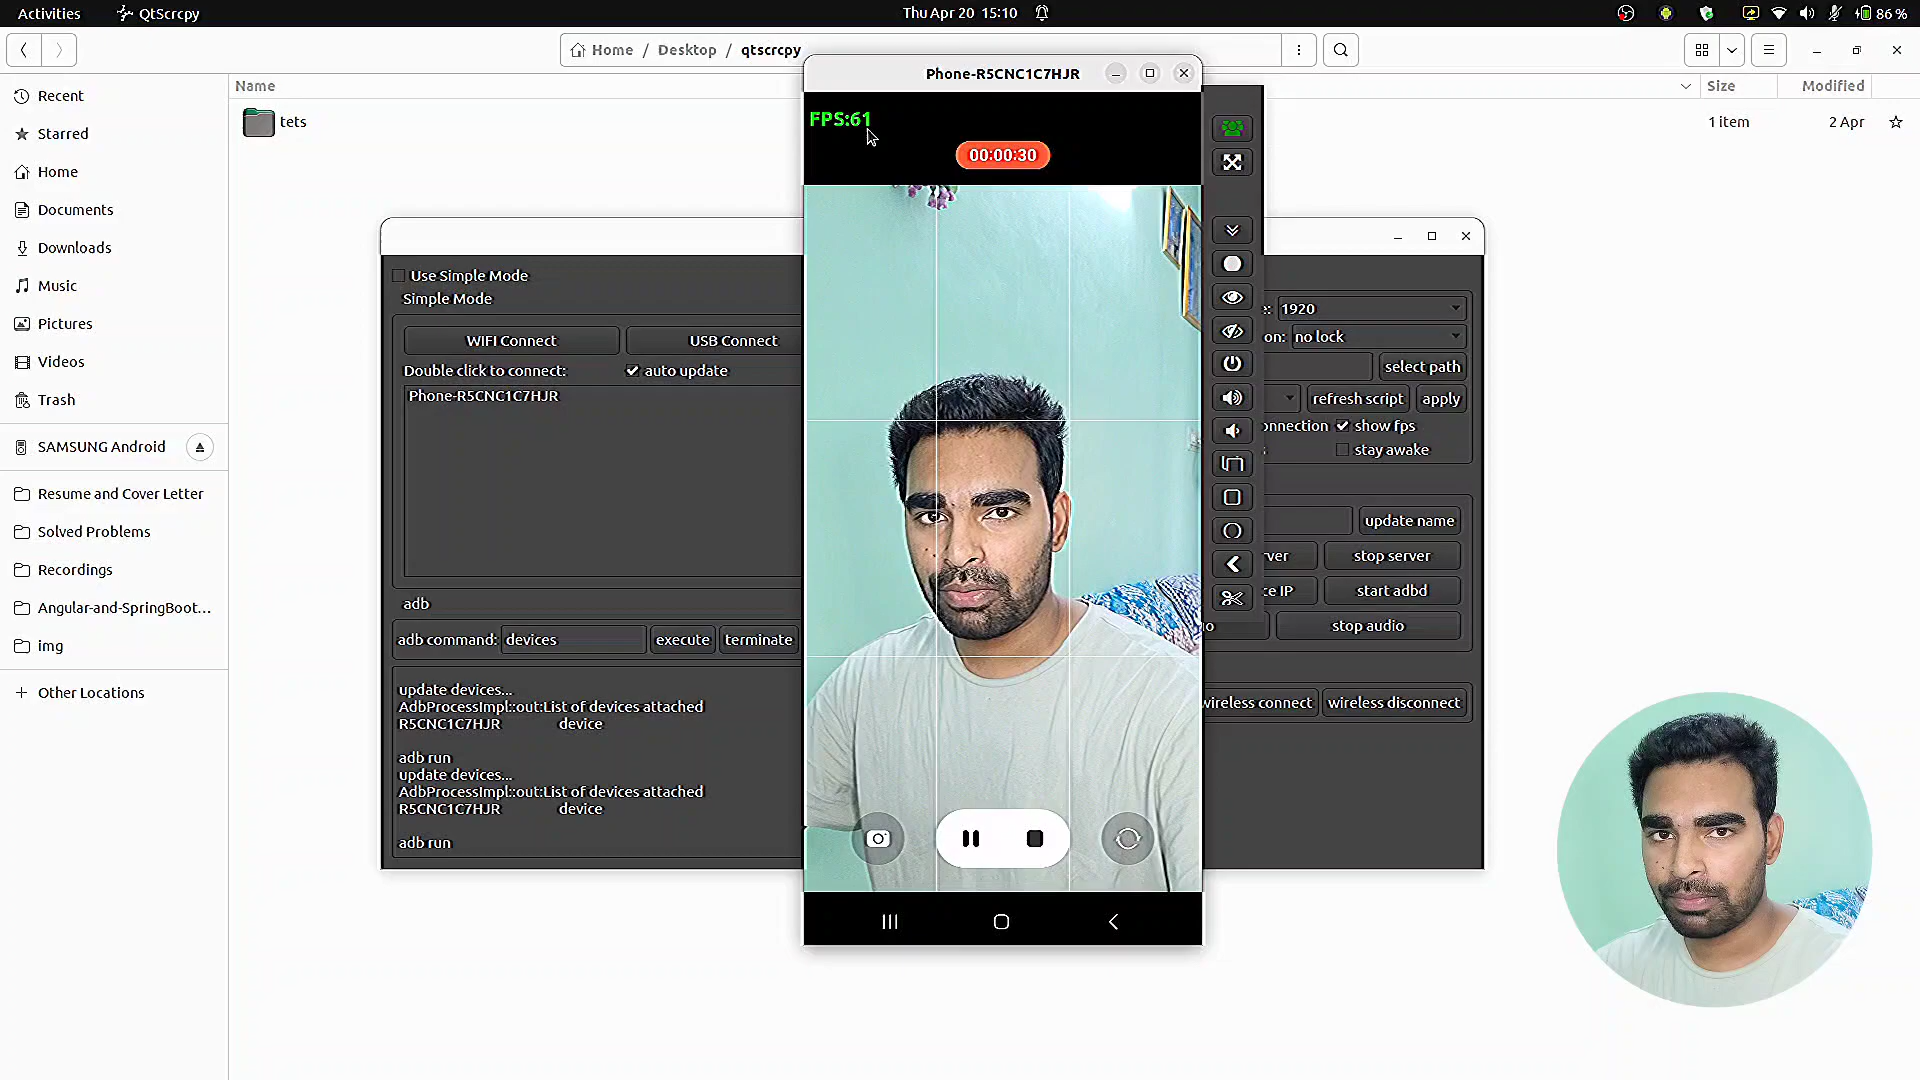 Activities
QtScrcpy
Thu Apr 20 15:10
86 %
Home / Desktop / qtscrcpy
Name
Size
Modified
tets
1 item
2 Apr
Recent
Starred
Home
Documents
Downloads
Music
Pictures
Videos
Trash
SAMSUNG Android
Resume and Cover Letter
Solved Problems
Recordings
Angular-and-SpringBoot...
img
Other Locations
Use Simple Mode
Simple Mode
WIFI Connect
USB Connect
Double click to connect:
auto update
Phone-R5CNC1C7HJR
adb
adb command: devices execute terminate
update devices...
AdbProcessImpl::out:List of devices attached
R5CNC1C7HJR device
adb run
update devices...
AdbProcessImpl::out:List of devices attached
R5CNC1C7HJR device
adb run
Phone-R5CNC1C7HJR
FPS:61
00:00:30
e: 1920
on: no lock
select path
refresh script apply
onnection show fps
stay awake
update name
rver stop server
ce IP start adbd
o stop audio
wireless connect wireless disconnect